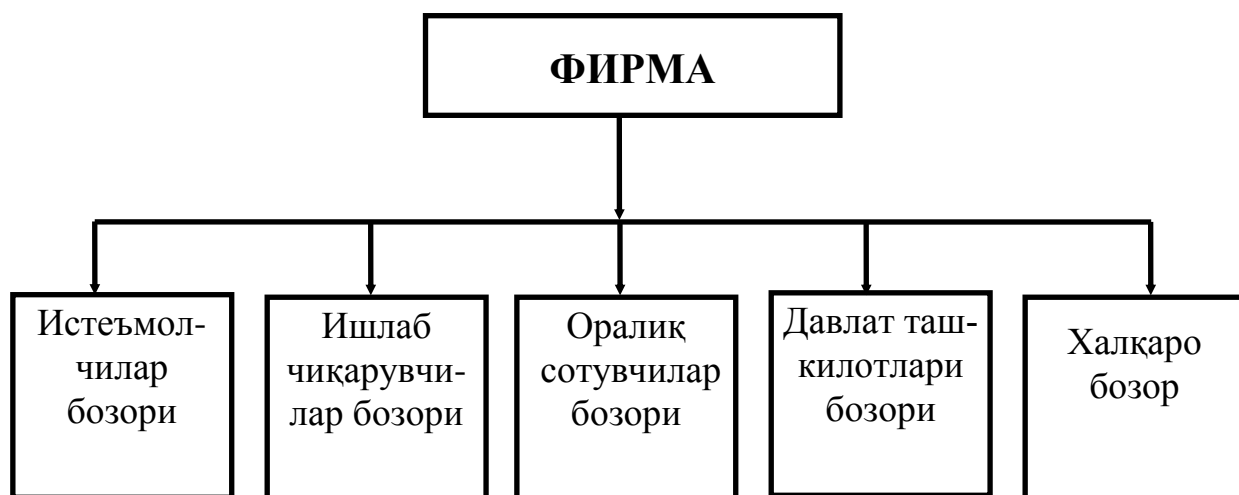 ФИРМА
Истеъмол-
чилар
бозори
Ишлаб
чиқарувчи-
лар бозори
Оралиқ
сотувчилар
бозори
Давлат таш-
килотлари
бозори
Халқаро
бозор